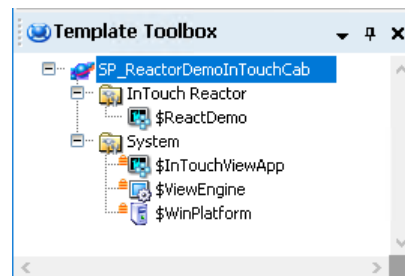 Template Toolbox
SP_ReactorDemoInTouchCab
InTouch Reactor
$ReactDemo
System
$InTouchViewApp
$ViewEngine
$WinPlatform